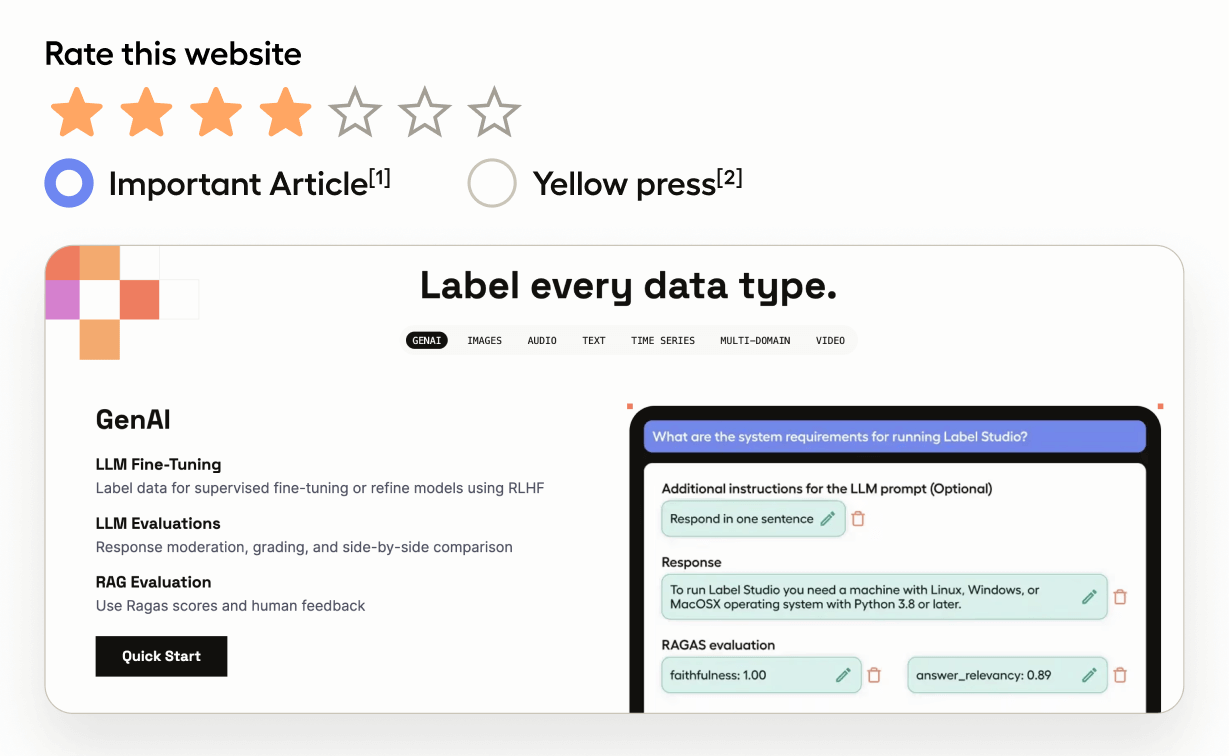 Rate this website
Important Article[1]
Yellow press[2]
Label every data type.
GENAI IMAGES AUDIO TEXT TIME SERIES MULTI-DOMAIN VIDEO
GenAI
LLM Fine-Tuning
Label data for supervised fine-tuning or refine models using RLHF
LLM Evaluations
Response moderation, grading, and side-by-side comparison
RAG Evaluation
Use Ragas scores and human feedback
Quick Start
What are the system requirements for running Label Studio?
Additional instructions for the LLM prompt (Optional)
Respond in one sentence
Response
To run Label Studio you need a machine with Linux, Windows, or
MacOSX operating system with Python 3.8 or later.
RAGAS evaluation
faithfulness: 1.00
answer_relevancy: 0.89